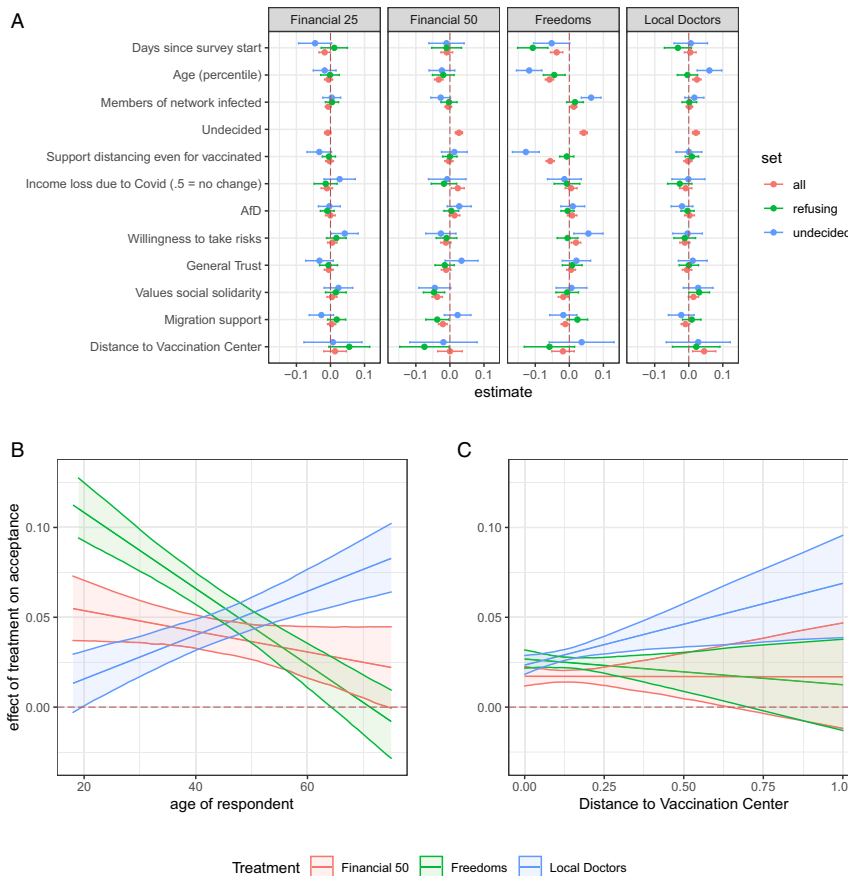 A
Financial 25 Financial 50 Freedoms Local Doctors
Days since survey start
Age (percentile)
Members of network infected
Undecided
Support distancing even for vaccinated
Income loss due to Covid (.5 = no change)
AfD
Willingness to take risks
General Trust
Values social solidarity
Migration support
Distance to Vaccination Center
−0.1 0.0 0.1 −0.1 0.0 0.1 −0.1 0.0 0.1 −0.1 0.0 0.1
estimate
set
all
refusing
undecided
B
effect of treatment on acceptance
0.10
0.05
0.00
20 40 60
age of respondent
C
0.10
0.05
0.00
0.00 0.25 0.50 0.75 1.0
Distance to Vaccination Center
Treatment Financial 50 Freedoms Local Doctors